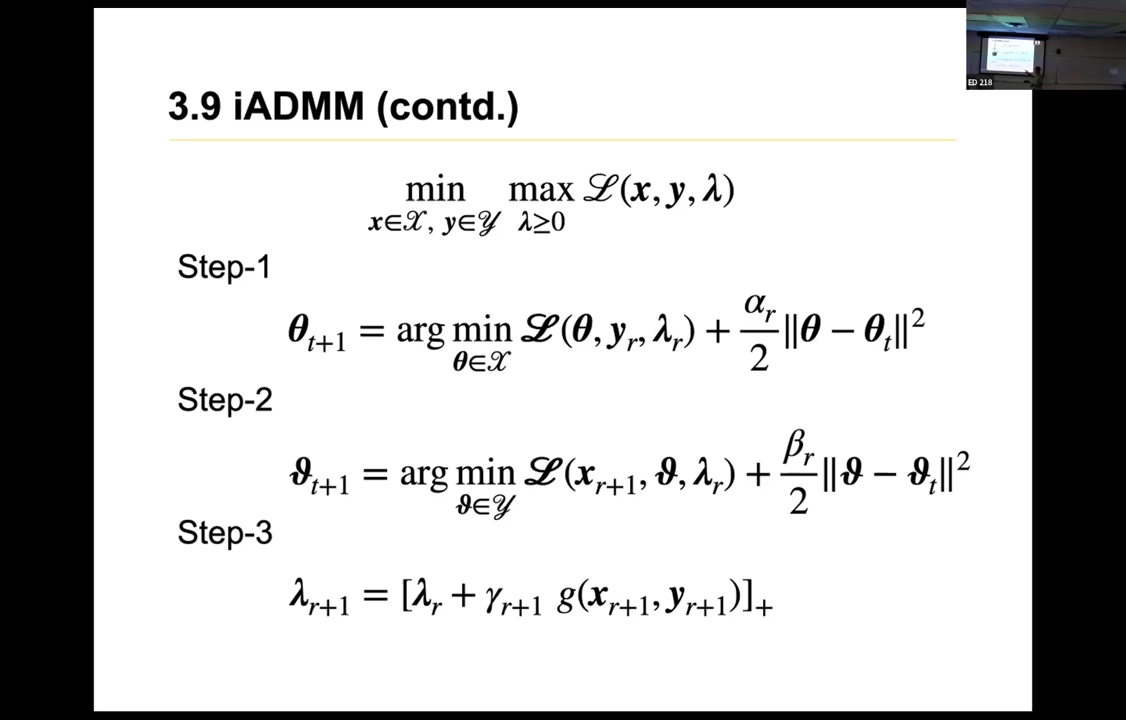 3.9 iADMM (contd.)
min max ℒ(x, y, λ)
x∈𝒳, y∈𝒴 λ≥0
Step-1
θ_{t+1} = arg min_{θ∈𝒳} ℒ(θ, y_r, λ_r) + α_r/2 ||θ − θ_t||²
Step-2
ϑ_{t+1} = arg min_{ϑ∈𝒴} ℒ(x_{r+1}, ϑ, λ_r) + β_r/2 ||ϑ − ϑ_t||²
Step-3
λ_{r+1} = [λ_r + γ_{r+1} g(x_{r+1}, y_{r+1})]_+
ED 218